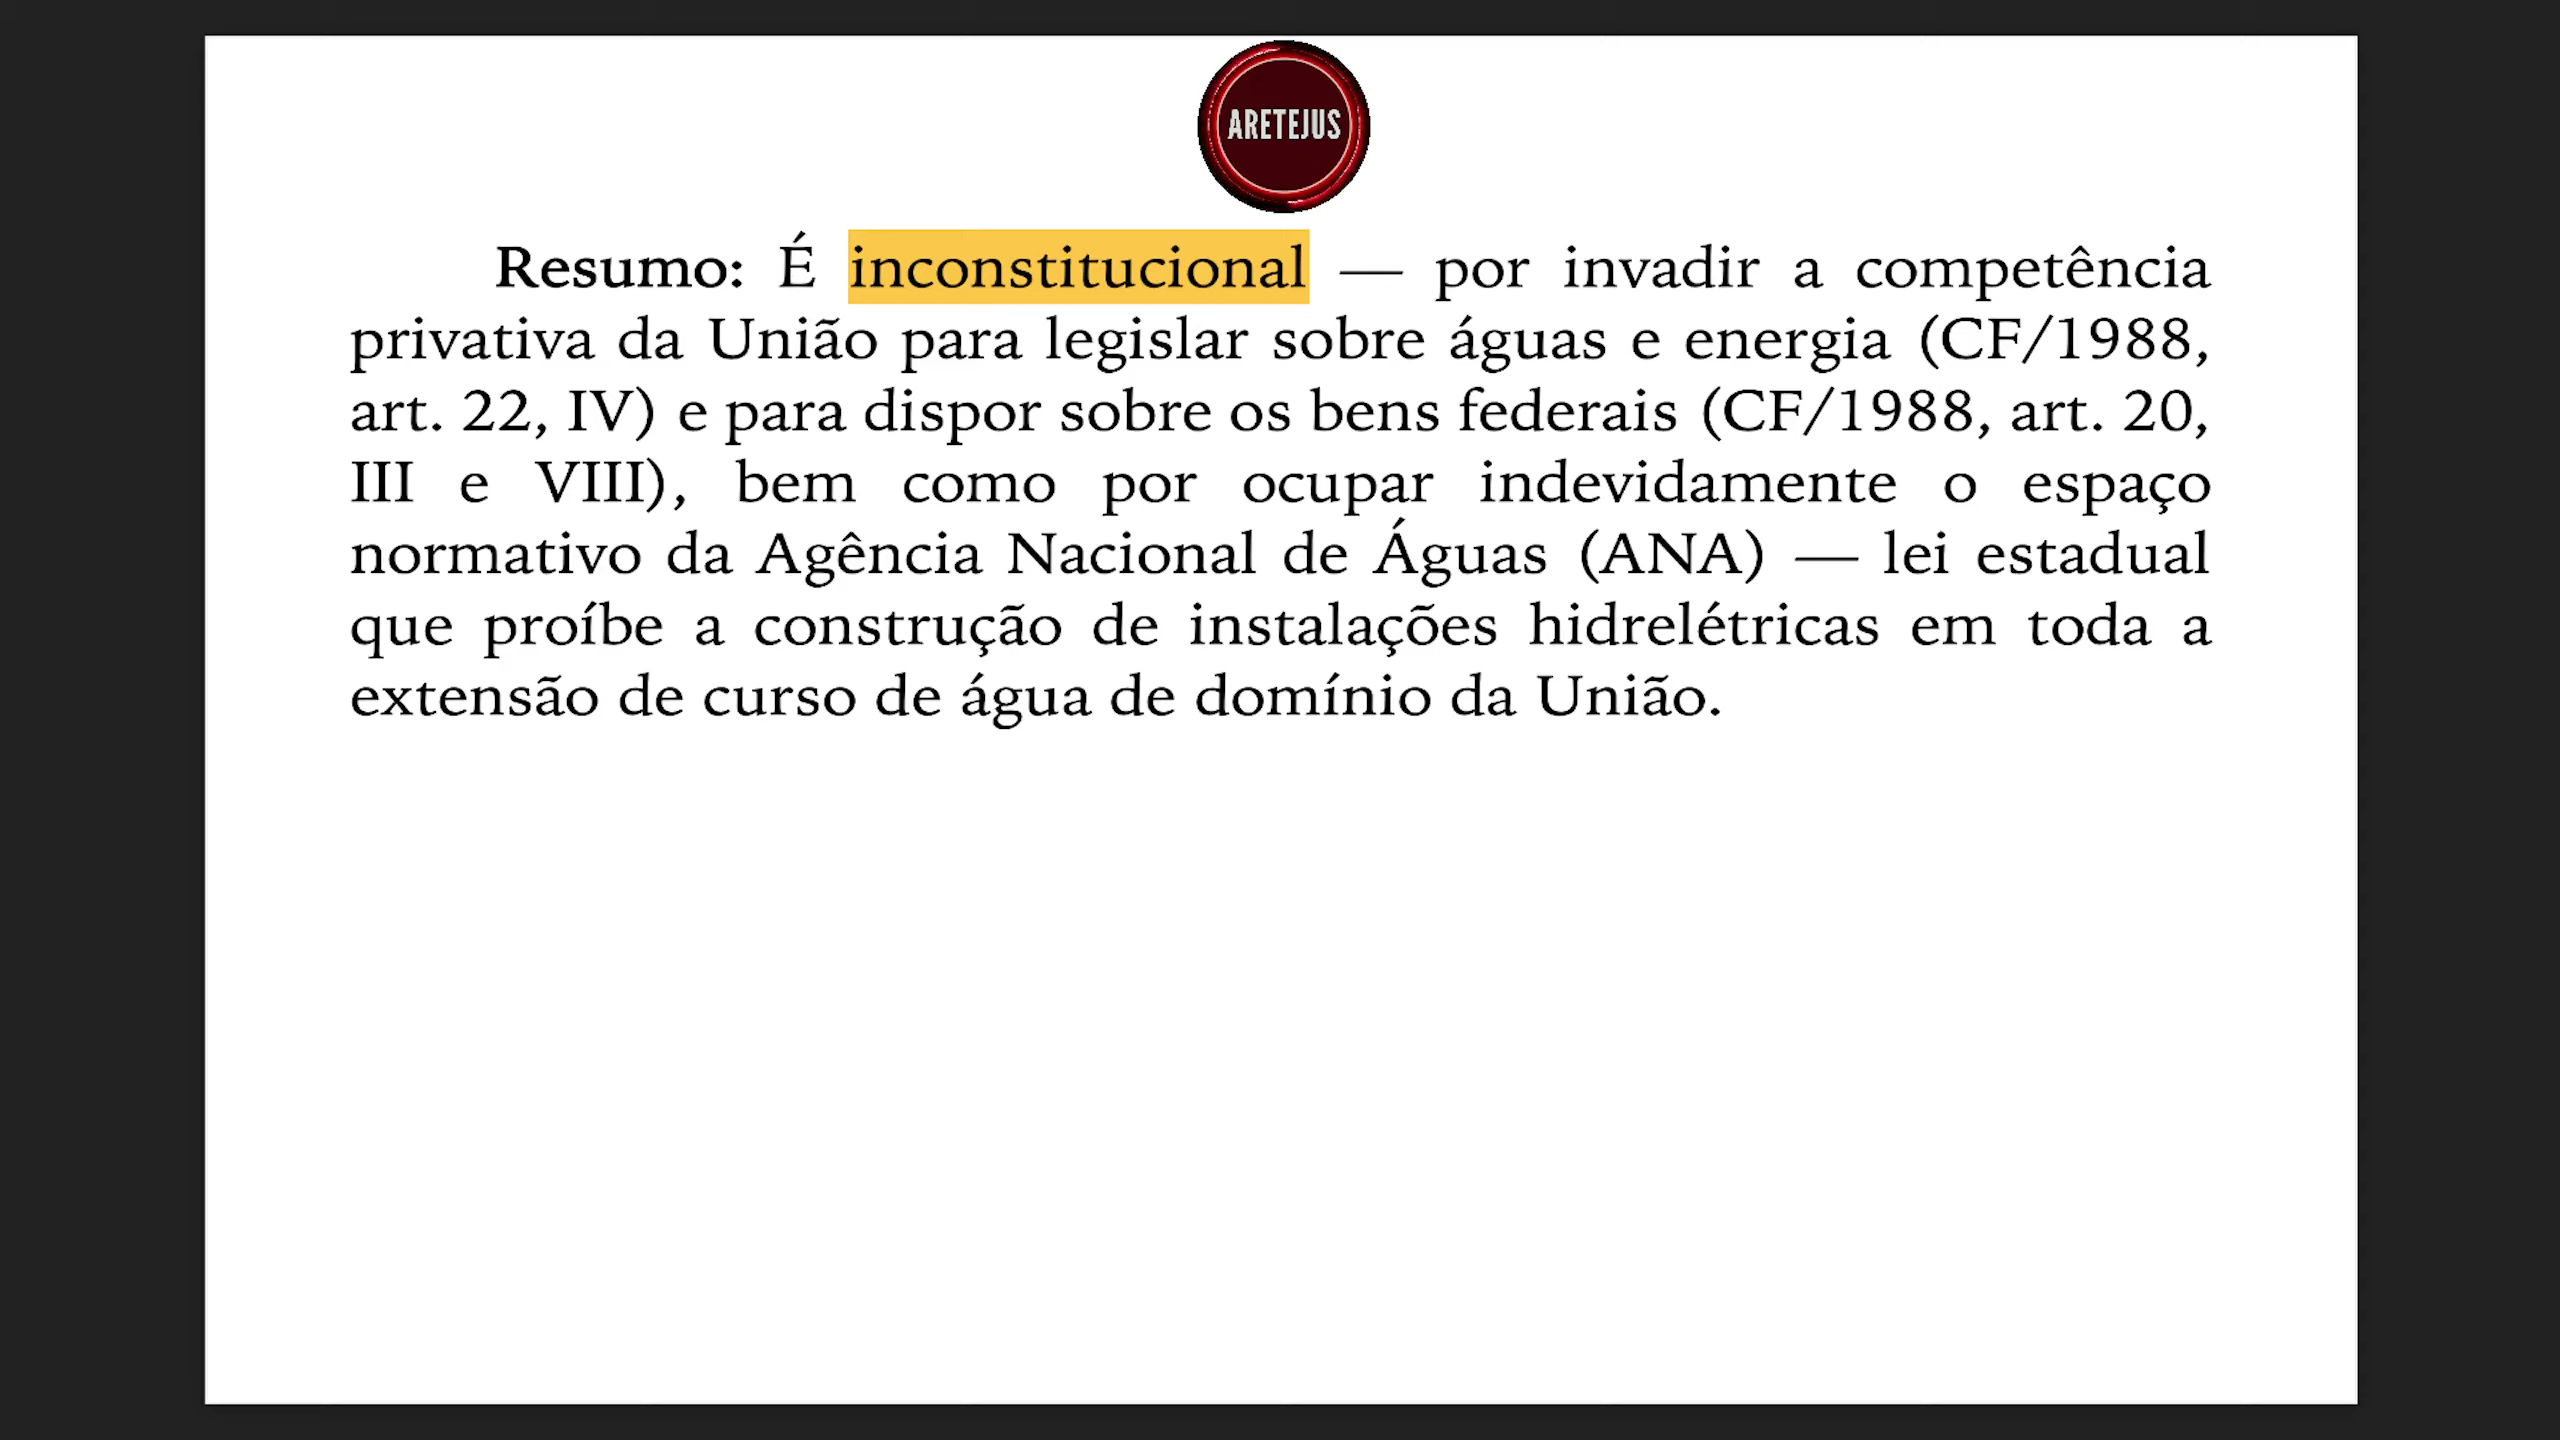 ARETEJUS
Resumo: É inconstitucional — por invadir a competência
privativa da União para legislar sobre águas e energia (CF/1988,
art. 22, IV) e para dispor sobre os bens federais (CF/1988, art. 20,
III e VIII), bem como por ocupar indevidamente o espaço
normativo da Agência Nacional de Águas (ANA) — lei estadual
que proíbe a construção de instalações hidrelétricas em toda a
extensão de curso de água de domínio da União.